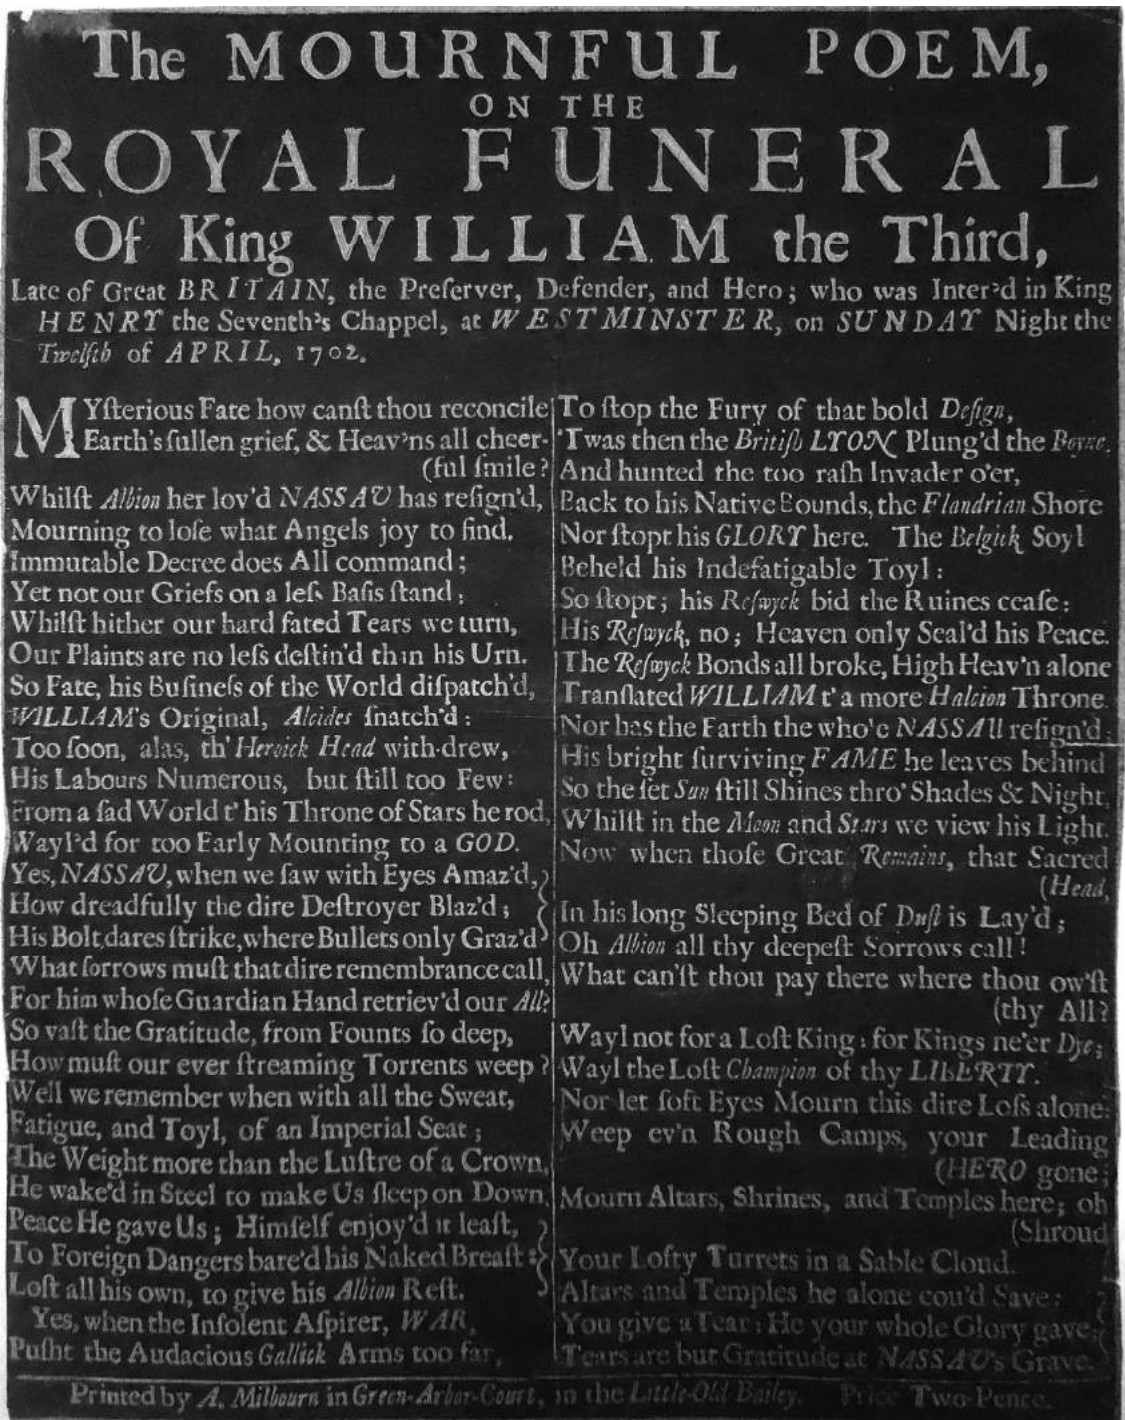 The MOURNFUL POEM,
ON THE
ROYAL FUNERAL
Of King WILLIAM the Third,
Late of Great BRITAIN, the Preſerver, Defender, and Hero; who was Inter'd in King
HENRY the Seventh's Chappel, at WESTMINSTER, on SUNDAY Night the
Twelfth of APRIL, 1702.
MYſterious Fate how canſt thou reconcile
Earth's ſullen grief, & Heav'ns all cheer-
(ful ſmile?
Whilſt Albion her lov'd NASSAU has reſign'd,
Mourning to loſe what Angels joy to find.
Immutable Decree does All command;
Yet not our Griefs on a leſs Baſis ſtand;
Whilſt hither our hard fated Tears we turn,
Our Plaints are no leſs deſtin'd than his Urn.
So Fate, his Buſineſs of the World diſpatch'd,
WILLIAM's Original, Alcides ſnatch'd:
Too ſoon, alas, th' Heroick Head with-drew,
His Labours Numerous, but ſtill too Few:
From a ſad World t' his Throne of Stars he rod,
Wayl'd for too Early Mounting to a GOD.
Yes, NASSAU, when we ſaw with Eyes Amaz'd,
How dreadfully the dire Deſtroyer Blaz'd;
His Bolt, dares ſtrike, where Bullets only Graz'd
What ſorrows muſt that dire remembrance call,
For him whoſe Guardian Hand retriev'd our All?
So vaſt the Gratitude, from Founts ſo deep,
How muſt our ever ſtreaming Torrents weep?
Well we remember when with all the Sweat,
Fatigue, and Toyl, of an Imperial Seat;
The Weight more than the Luſtre of a Crown,
He wake'd in Steel to make Us ſleep on Down,
Peace He gave Us; Himſelf enjoy'd it leaſt,
To Foreign Dangers bare'd his Naked Breaſt:
Loſt all his own, to give his Albion Reſt.
Yes, when the Inſolent Aſpirer, WAR,
Puſht the Audacious Gallick Arms too far,
To ſtop the Fury of that bold Deſign,
'Twas then the Britiſh LYON Plung'd the Boyne,
And hunted the too raſh Invader o'er,
Back to his Native Bounds, the Flandrian Shore
Nor ſtopt his GLORY here. The Belgick Soyl
Beheld his Indefatigable Toyl:
So ſtopt; his Reſwyck bid the Ruines ceaſe:
His Reſwyck, no; Heaven only Seal'd his Peace.
The Reſwyck Bonds all broke, High Heav'n alone
Tranſlated WILLIAM t' a more Halcion Throne.
Nor has the Earth the who'e NASSAU reſign'd;
His bright ſurviving FAME he leaves behind
So the ſet Sun ſtill Shines thro' Shades & Night,
Whilſt in the Moon and Stars we view his Light.
Now when thoſe Great Remains, that Sacred
(Head,
In his long Sleeping Bed of Duſt is Lay'd;
Oh Albion all thy deepeſt Sorrows call!
What can'ſt thou pay there where thou ow'ſt
(thy All?
Wayl not for a Loſt King: for Kings ne'er Dye;
Wayl the Loſt Champion of thy LIBERTY.
Nor let ſoft Eyes Mourn this dire Loſs alone:
Weep ev'n Rough Camps, your Leading
(HERO gone;
Mourn Altars, Shrines, and Temples here; oh
(Shroud
Your Lofty Turrets in a Sable Cloud.
Altars and Temples he alone cou'd Save:
You give a Tear; He your whole Glory gave;
Tears are but Gratitude at NASSAU's Grave.
Printed by A. Milbourn in Green-Arbor-Court, in the Little-Old Bailey. Price Two-Pence.